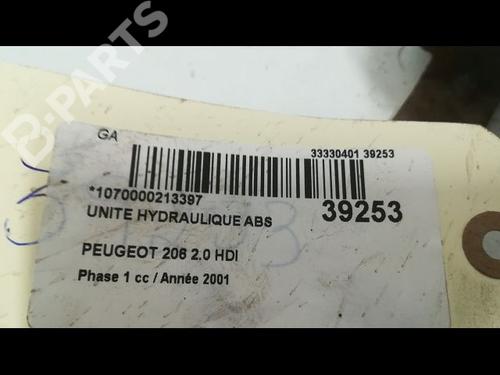 B-PARTS
GA
33330401 39253
*1070000213397
39253
UNITE HYDRAULIQUE ABS
PEUGEOT 206 2.0 HDI
Phase 1 cc / Année 2001